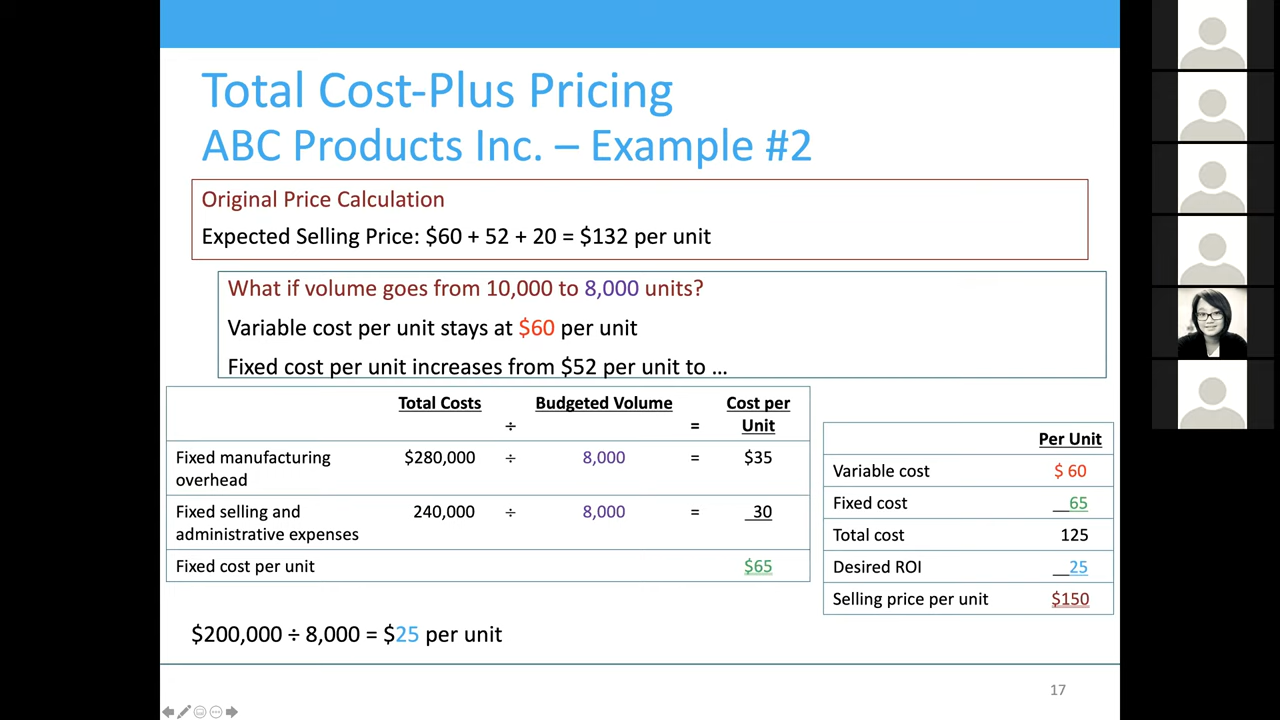 Total Cost-Plus Pricing
ABC Products Inc. – Example #2
Original Price Calculation
Expected Selling Price: $60 + 52 + 20 = $132 per unit
What if volume goes from 10,000 to 8,000 units?
Variable cost per unit stays at $60 per unit
Fixed cost per unit increases from $52 per unit to …
Total Costs ÷ Budgeted Volume = Cost per Unit
Fixed manufacturing overhead $280,000 ÷ 8,000 = $35
Fixed selling and administrative expenses 240,000 ÷ 8,000 = 30
Fixed cost per unit $65
Per Unit
Variable cost $ 60
Fixed cost 65
Total cost 125
Desired ROI 25
Selling price per unit $150
$200,000 ÷ 8,000 = $25 per unit
17